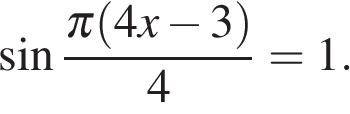 sin π(4x − 3)/4 = 1.